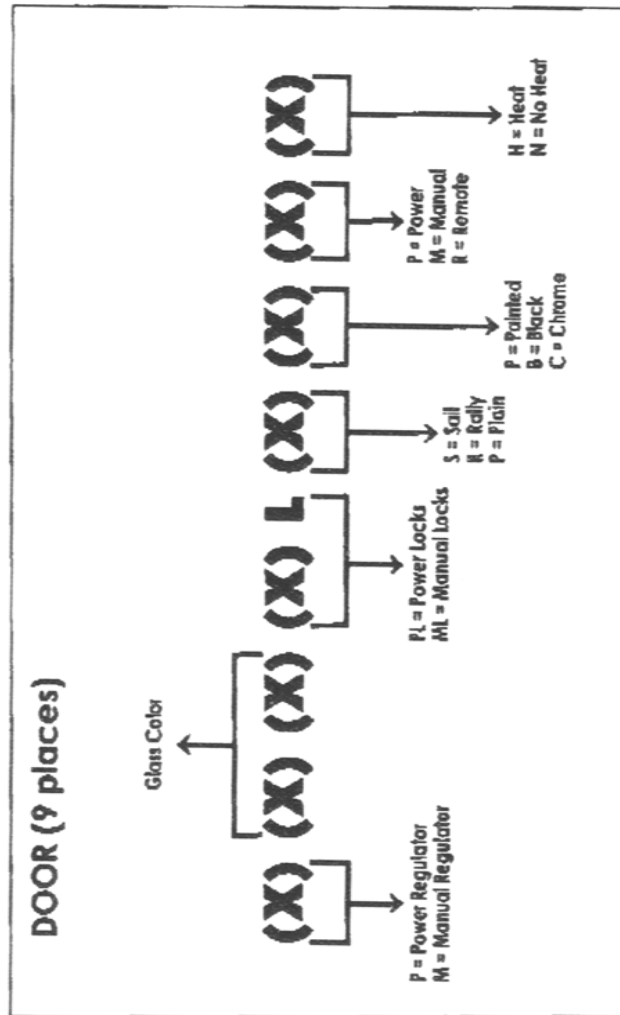 DOOR (9 places)
Glass Color
(X) (X) (X) (X) L (X) (X) (X) (X)
P = Power Regulator
M = Manual Regulator
PL = Power Locks
ML = Manual Locks
S = Sail
R = Rally
P = Plain
P = Painted
B = Black
C = Chrome
P = Power
M = Manual
R = Remote
H = Heat
N = No Heat